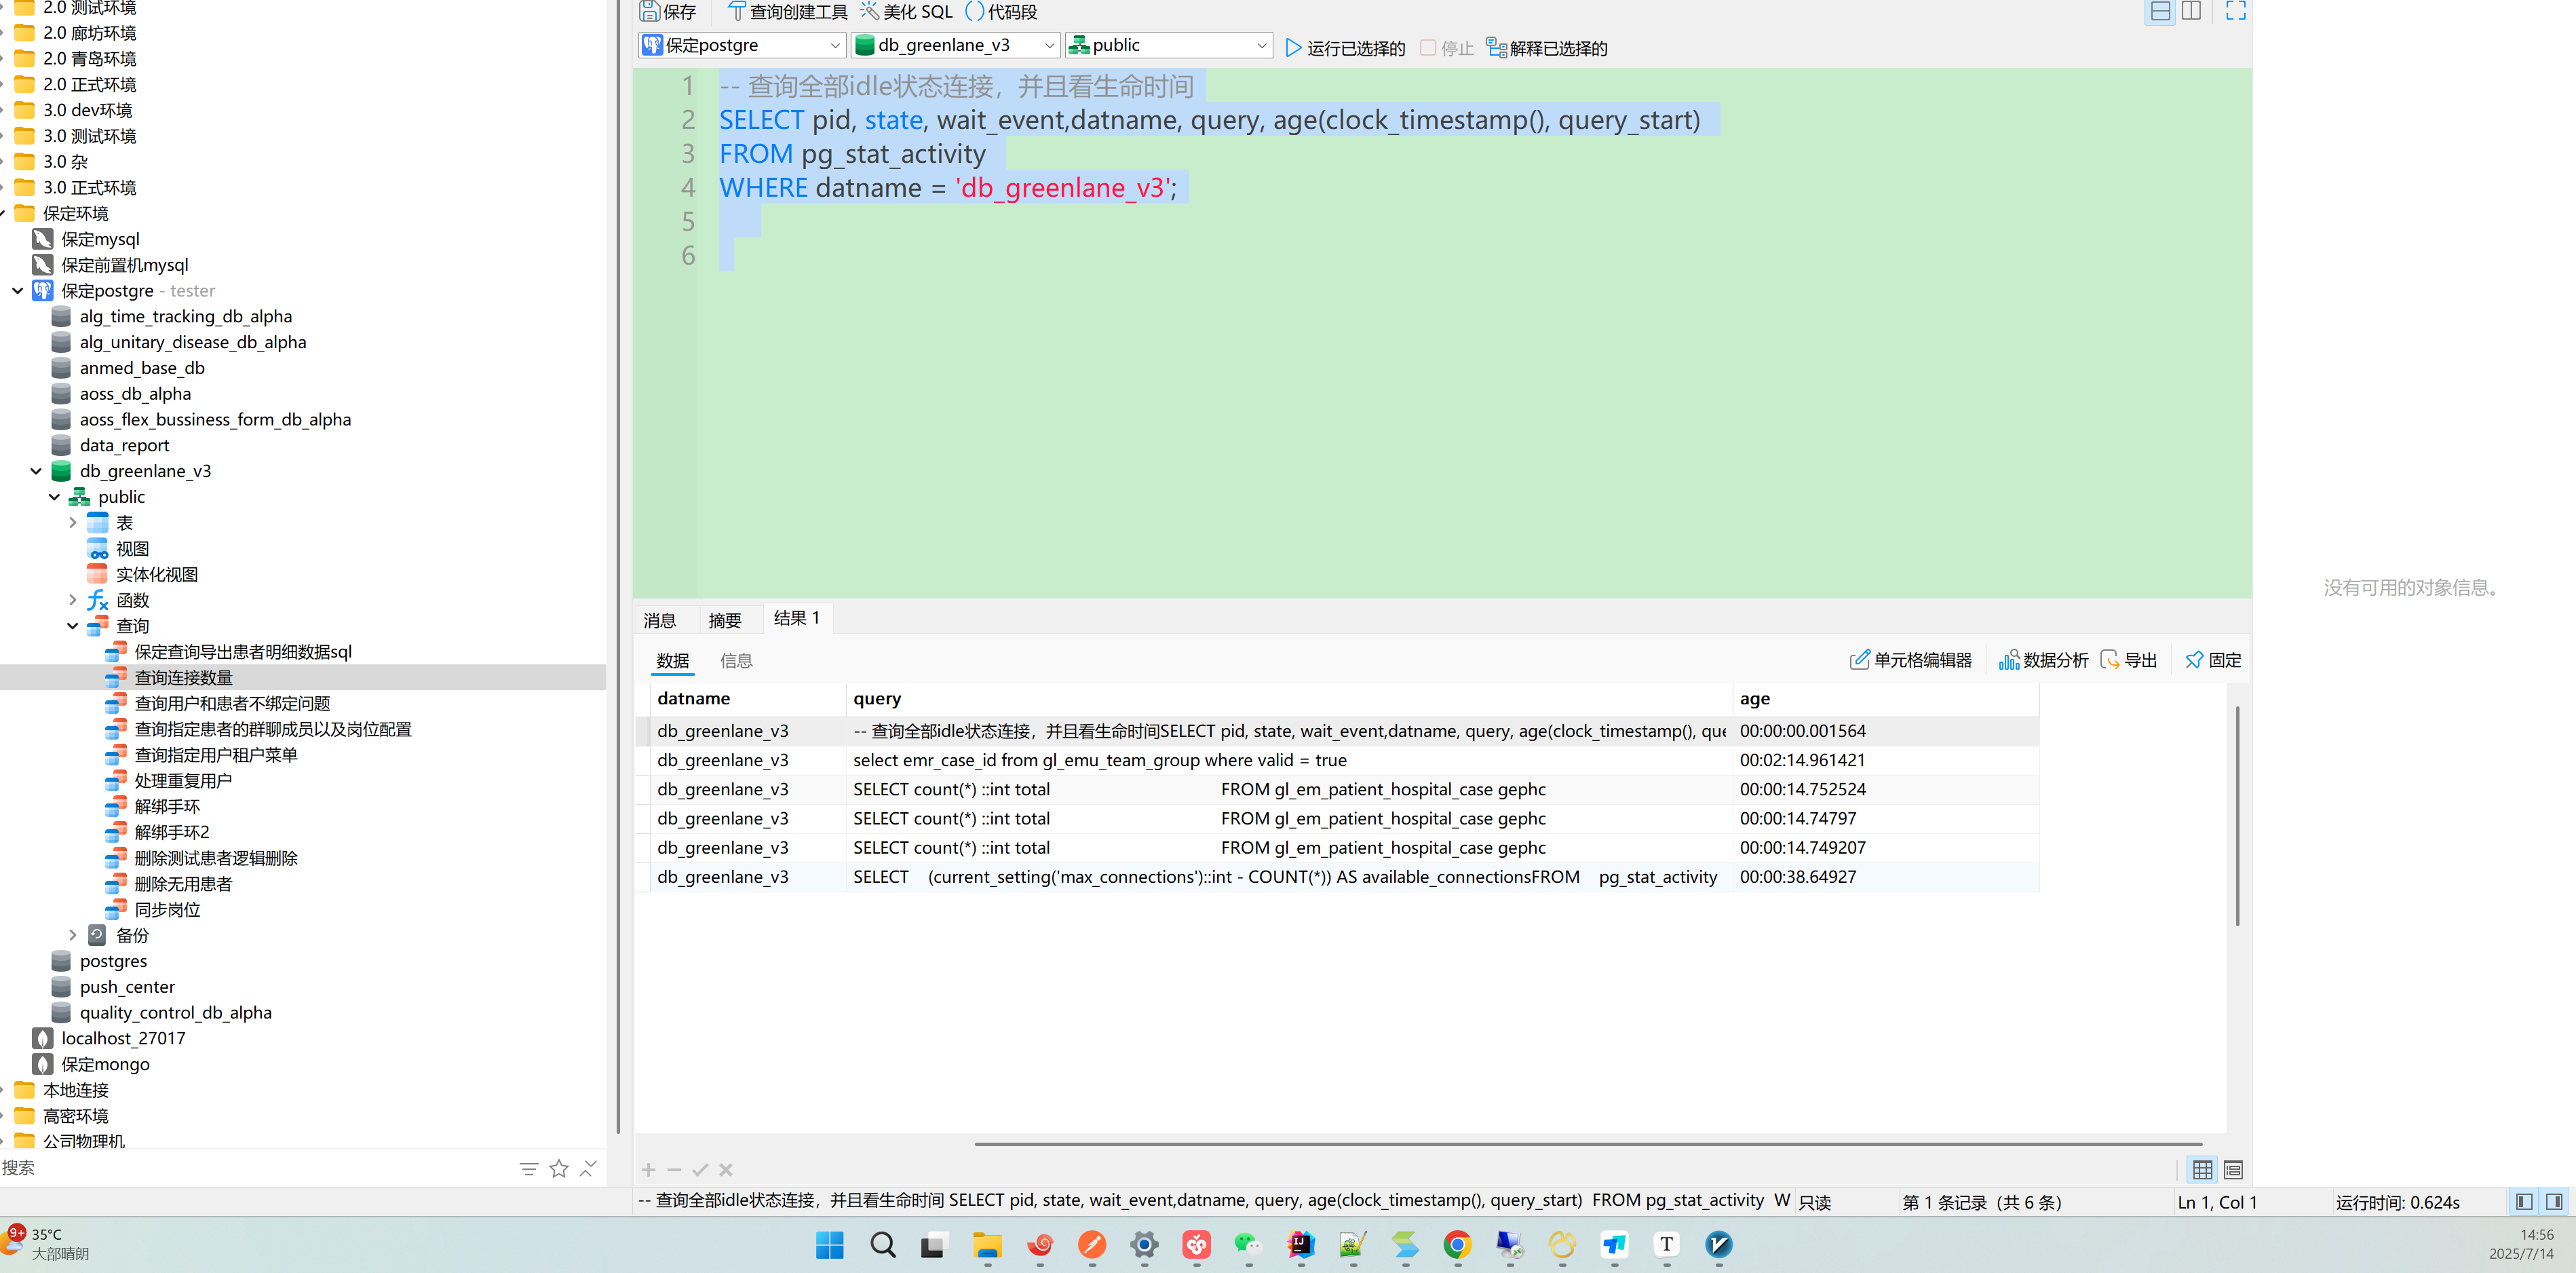 2.0 测试环境
2.0 廊坊环境
2.0 青岛环境
2.0 正式环境
3.0 dev环境
3.0 测试环境
3.0 杂
3.0 正式环境
保定环境
保定mysql
保定前置机mysql
保定postgre - tester
alg_time_tracking_db_alpha
alg_unitary_disease_db_alpha
anmed_base_db
aoss_db_alpha
aoss_flex_bussiness_form_db_alpha
data_report
db_greenlane_v3
public
表
视图
实体化视图
函数
查询
保定查询导出患者明细数据sql
查询连接数量
查询用户和患者不绑定问题
查询指定患者的群聊成员以及岗位配置
查询指定用户租户菜单
处理重复用户
解绑手环
解绑手环2
删除测试患者逻辑删除
删除无用患者
同步岗位
备份
postgres
push_center
quality_control_db_alpha
localhost_27017
保定mongo
本地连接
高密环境
公司物理机
搜索
保存 查询创建工具 美化 SQL 代码段
保定postgre db_greenlane_v3 public 运行已选择的 停止 解释已选择的
1 -- 查询全部idle状态连接，并且看生命时间
2 SELECT pid, state, wait_event,datname, query, age(clock_timestamp(), query_start)
3 FROM pg_stat_activity
4 WHERE datname = 'db_greenlane_v3';
5
6
没有可用的对象信息。
消息 摘要 结果 1
数据 信息 单元格编辑器 数据分析 导出 固定
datname query age
db_greenlane_v3 -- 查询全部idle状态连接，并且看生命时间SELECT pid, state, wait_event,datname, query, age(clock_timestamp(), que 00:00:00.001564
db_greenlane_v3 select emr_case_id from gl_emu_team_group where valid = true 00:02:14.961421
db_greenlane_v3 SELECT count(*) ::int total FROM gl_em_patient_hospital_case gephc 00:00:14.752524
db_greenlane_v3 SELECT count(*) ::int total FROM gl_em_patient_hospital_case gephc 00:00:14.74797
db_greenlane_v3 SELECT count(*) ::int total FROM gl_em_patient_hospital_case gephc 00:00:14.749207
db_greenlane_v3 SELECT (current_setting('max_connections')::int - COUNT(*)) AS available_connectionsFROM pg_stat_activity 00:00:38.64927
-- 查询全部idle状态连接，并且看生命时间 SELECT pid, state, wait_event,datname, query, age(clock_timestamp(), query_start) FROM pg_stat_activity W 只读 第 1 条记录（共 6 条） Ln 1, Col 1 运行时间: 0.624s
9+
35°C
大部晴朗
14:56
2025/7/14